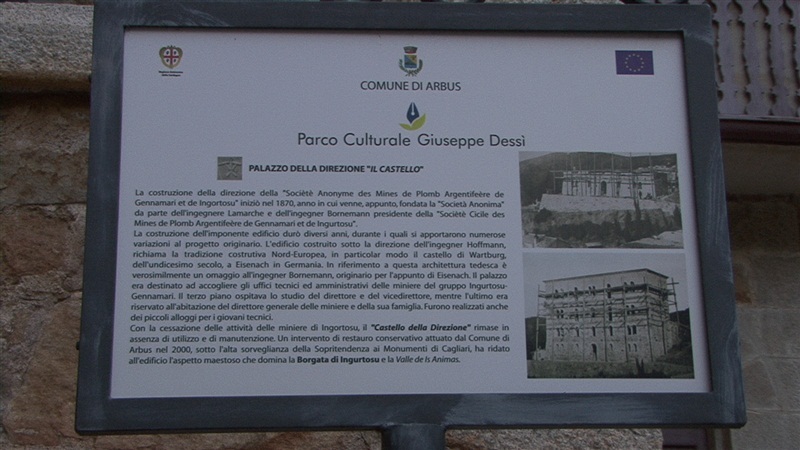 COMUNE DI ARBUS
Parco Culturale Giuseppe Dessì
PALAZZO DELLA DIREZIONE "IL CASTELLO"
La costruzione della direzione della "Societè Anonyme des Mines de Plomb Argentifeère de
Gennamari et de Ingortosu" iniziò nel 1870, anno in cui venne, appunto, fondata la "Società Anonima"
da parte dell'ingegnere Lamarche e dell'ingegner Bornemann presidente della "Societè Cicile des
Mines de Plomb Argentifeère de Gennamari et de Ingurtosu".
La costruzione dell'imponente edificio durò diversi anni, durante i quali si apportarono numerose
variazioni al progetto originario. L'edificio costruito sotto la direzione dell'ingegner Hoffmann,
richiama la tradizione costrutiva Nord-Europea, in particolar modo il castello di Wartburg,
dell'undicesimo secolo, a Eisenach in Germania. In riferimento a questa architettura tedesca è
verosimilmente un omaggio all'ingegner Bornemann, originario per l'appunto di Eisenach. Il palazzo
era destinato ad accogliere gli uffici tecnici ed amministrativi delle miniere del gruppo Ingurtosu-
Gennamari. Il terzo piano ospitava lo studio del direttore e del vicedirettore, mentre l'ultimo era
riservato all'abitazione del direttore generale delle miniere e della sua famiglia. Furono realizzati anche
dei piccoli alloggi per i giovani tecnici.
Con la cessazione delle attività delle miniere di Ingortosu, il "Castello della Direzione" rimase in
assenza di utilizzo e di manutenzione. Un intervento di restauro conservativo attuato dal Comune di
Arbus nel 2000, sotto l'alta sorveglianza della Sopritendenza ai Monumenti di Cagliari, ha ridato
all'edificio l'aspetto maestoso che domina la Borgata di Ingurtosu e la Valle de Is Animas.